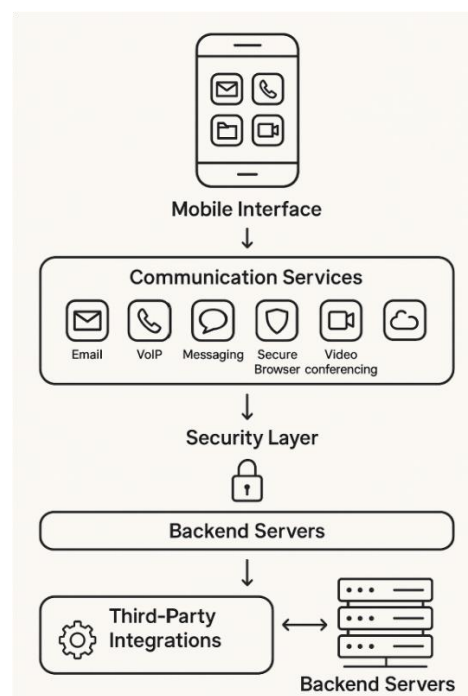 Mobile Interface
Communication Services
Email VoIP Messaging Secure Browser Video conferencing
Security Layer
Backend Servers
Third-Party
Integrations
Backend Servers